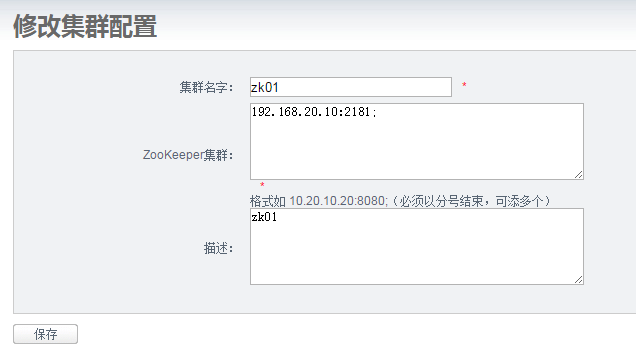 修改集群配置
集群名字： zk01 *
ZooKeeper集群： 192.168.20.10:2181;
*
格式如 10.20.10.20:8080;（必须以分号结束，可添多个）
描述： zk01
保存